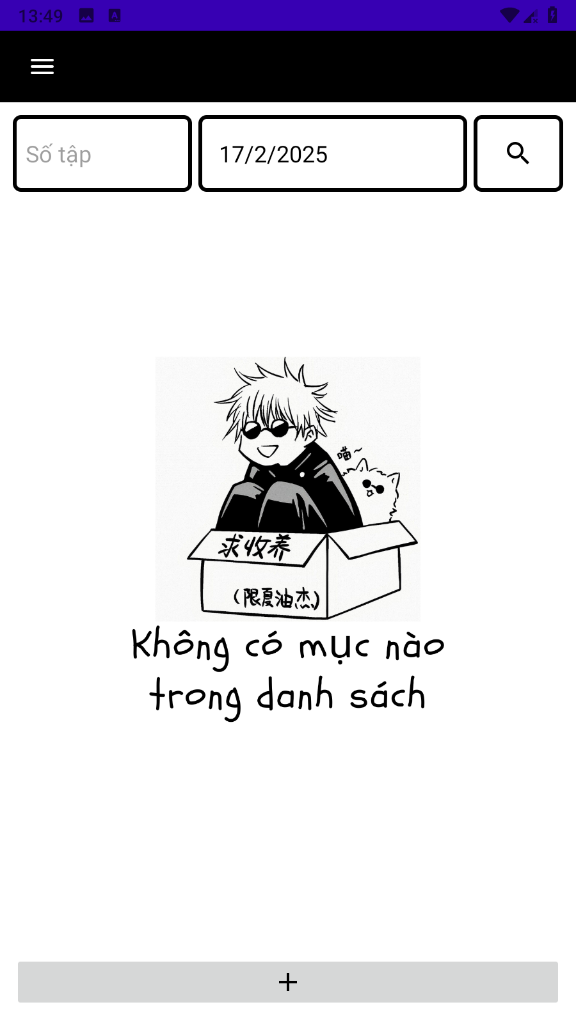 13:49
Số tập
17/2/2025
喵~
求收养
(限夏油杰)
Không có mục nào
trong danh sách
+